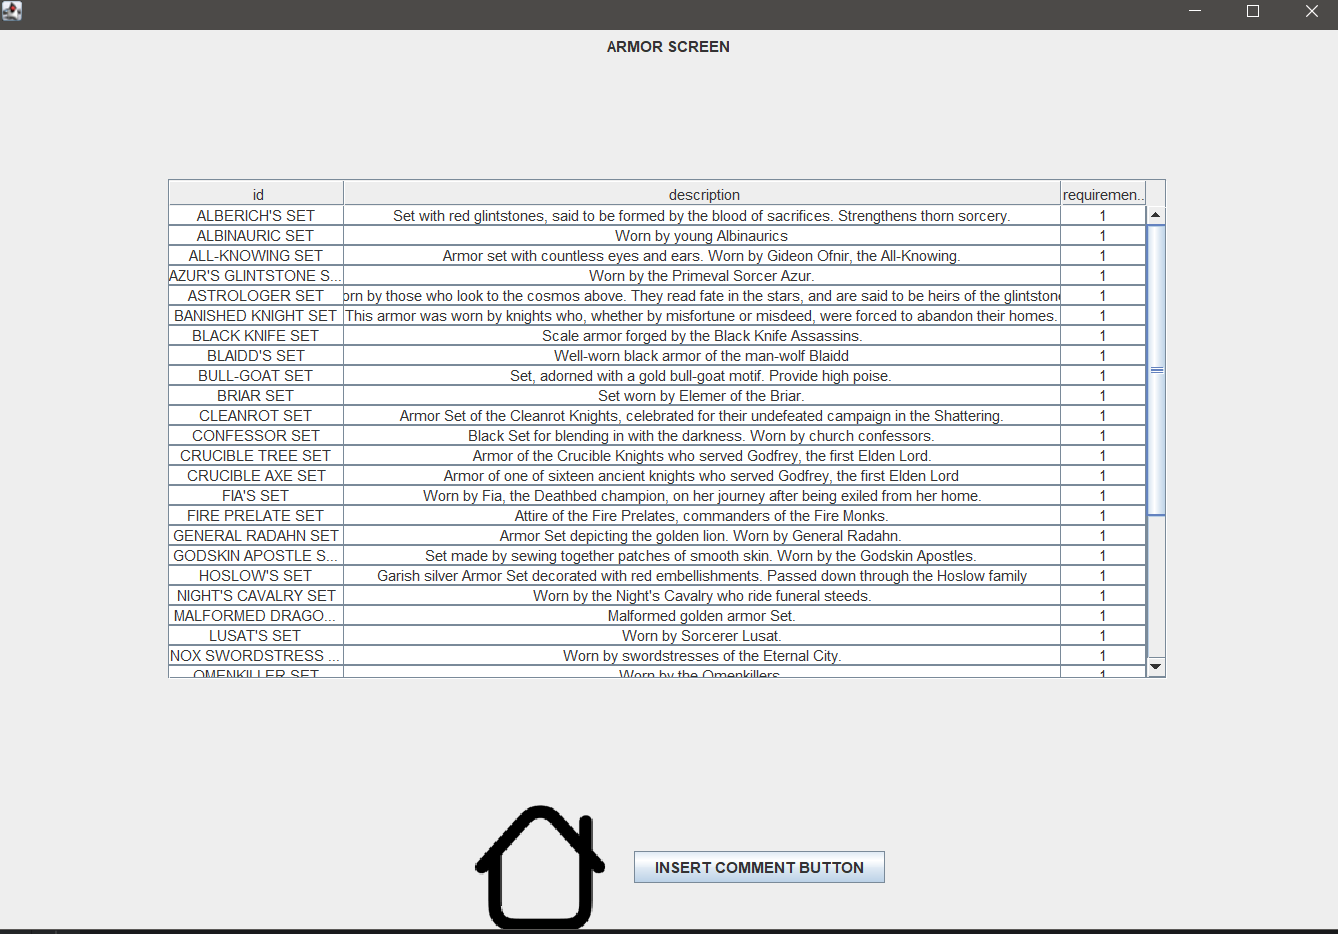 ARMOR SCREEN
id description requiremen..
ALBERICH'S SET Set with red glintstones, said to be formed by the blood of sacrifices. Strengthens thorn sorcery. 1
ALBINAURIC SET Worn by young Albinaurics 1
ALL-KNOWING SET Armor set with countless eyes and ears. Worn by Gideon Ofnir, the All-Knowing. 1
AZUR'S GLINTSTONE S... Worn by the Primeval Sorcer Azur. 1
ASTROLOGER SET orn by those who look to the cosmos above. They read fate in the stars, and are said to be heirs of the glintston 1
BANISHED KNIGHT SET This armor was worn by knights who, whether by misfortune or misdeed, were forced to abandon their homes. 1
BLACK KNIFE SET Scale armor forged by the Black Knife Assassins. 1
BLAIDD'S SET Well-worn black armor of the man-wolf Blaidd 1
BULL-GOAT SET Set, adorned with a gold bull-goat motif. Provide high poise. 1
BRIAR SET Set worn by Elemer of the Briar. 1
CLEANROT SET Armor Set of the Cleanrot Knights, celebrated for their undefeated campaign in the Shattering. 1
CONFESSOR SET Black Set for blending in with the darkness. Worn by church confessors. 1
CRUCIBLE TREE SET Armor of the Crucible Knights who served Godfrey, the first Elden Lord. 1
CRUCIBLE AXE SET Armor of one of sixteen ancient knights who served Godfrey, the first Elden Lord 1
FIA'S SET Worn by Fia, the Deathbed champion, on her journey after being exiled from her home. 1
FIRE PRELATE SET Attire of the Fire Prelates, commanders of the Fire Monks. 1
GENERAL RADAHN SET Armor Set depicting the golden lion. Worn by General Radahn. 1
GODSKIN APOSTLE S... Set made by sewing together patches of smooth skin. Worn by the Godskin Apostles. 1
HOSLOW'S SET Garish silver Armor Set decorated with red embellishments. Passed down through the Hoslow family 1
NIGHT'S CAVALRY SET Worn by the Night's Cavalry who ride funeral steeds. 1
MALFORMED DRAGO... Malformed golden armor Set. 1
LUSAT'S SET Worn by Sorcerer Lusat. 1
NOX SWORDSTRESS ... Worn by swordstresses of the Eternal City. 1
OMENKILLER SET Worn by the Omenkillers 1
INSERT COMMENT BUTTON